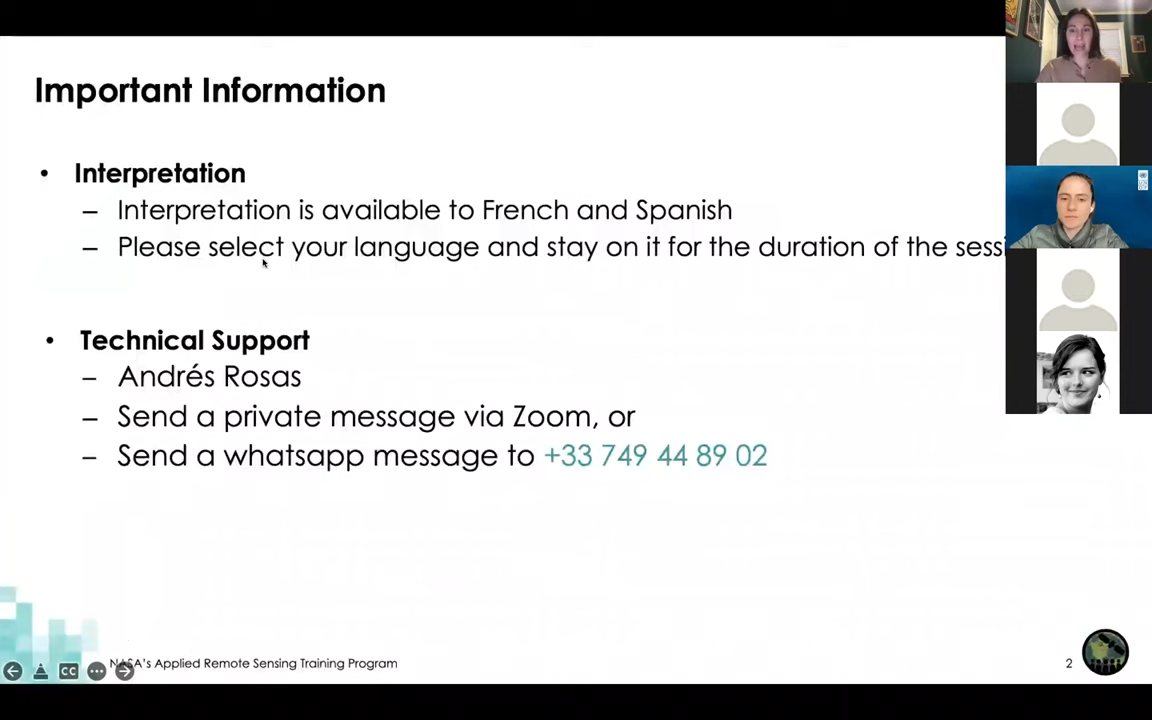 Important Information
• Interpretation
– Interpretation is available to French and Spanish
– Please select your language and stay on it for the duration of the sessi
• Technical Support
– Andrés Rosas
– Send a private message via Zoom, or
– Send a whatsapp message to +33 749 44 89 02
NASA's Applied Remote Sensing Training Program
2
CC